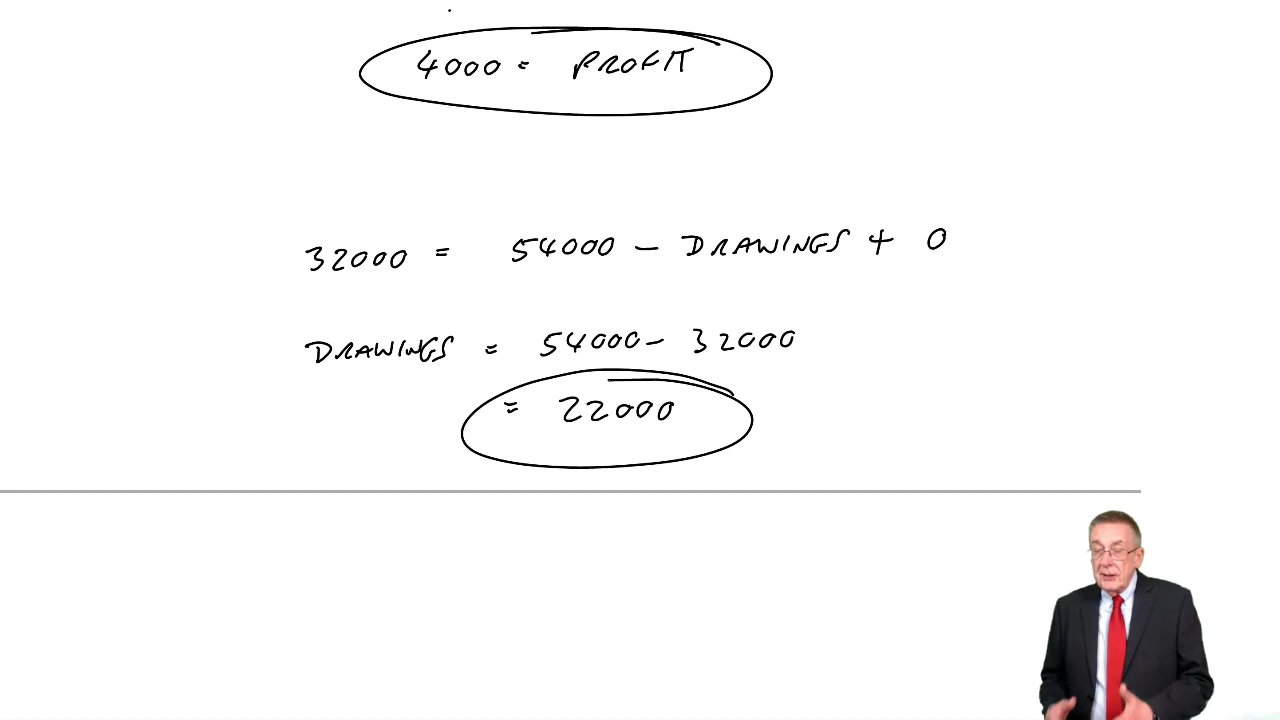 4000 = PROFIT
32000 = 54000 - DRAWINGS + 0
DRAWINGS = 54000 - 32000
= 22000